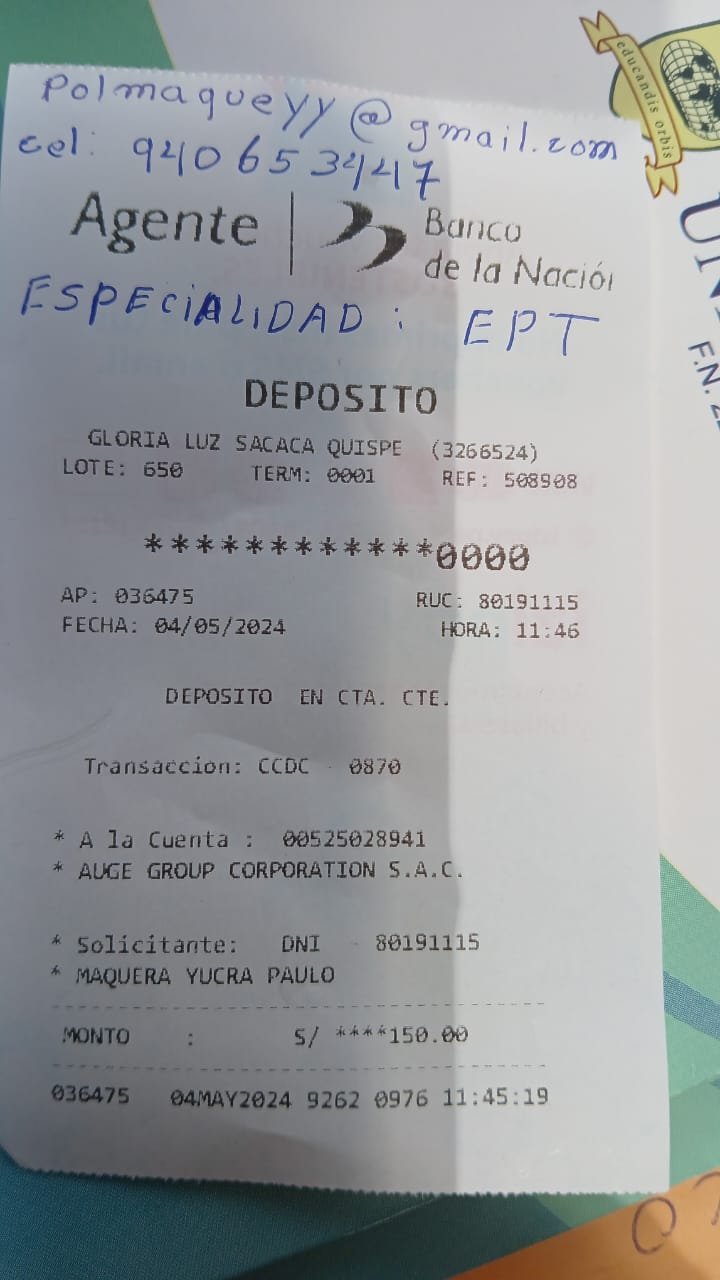 Polmaqueyy@gmail.com
cel: 940653447
Agente | Banco
de la Nación
ESPECIALIDAD: EPT
DEPOSITO
GLORIA LUZ SACACA QUISPE (3266524)
LOTE: 650 TERM: 0001 REF: 508908
************0000
AP: 036475 RUC: 80191115
FECHA: 04/05/2024 HORA: 11:46
DEPOSITO EN CTA. CTE.
Transaccion: CCDC - 0870
* A la Cuenta : 00525028941
* AUGE GROUP CORPORATION S.A.C.
* Solicitante: DNI - 80191115
* MAQUERA YUCRA PAULO
MONTO : S/ ****150.00
036475 04MAY2024 9262 0976 11:45:19
educandis orbis
UN
F.N.